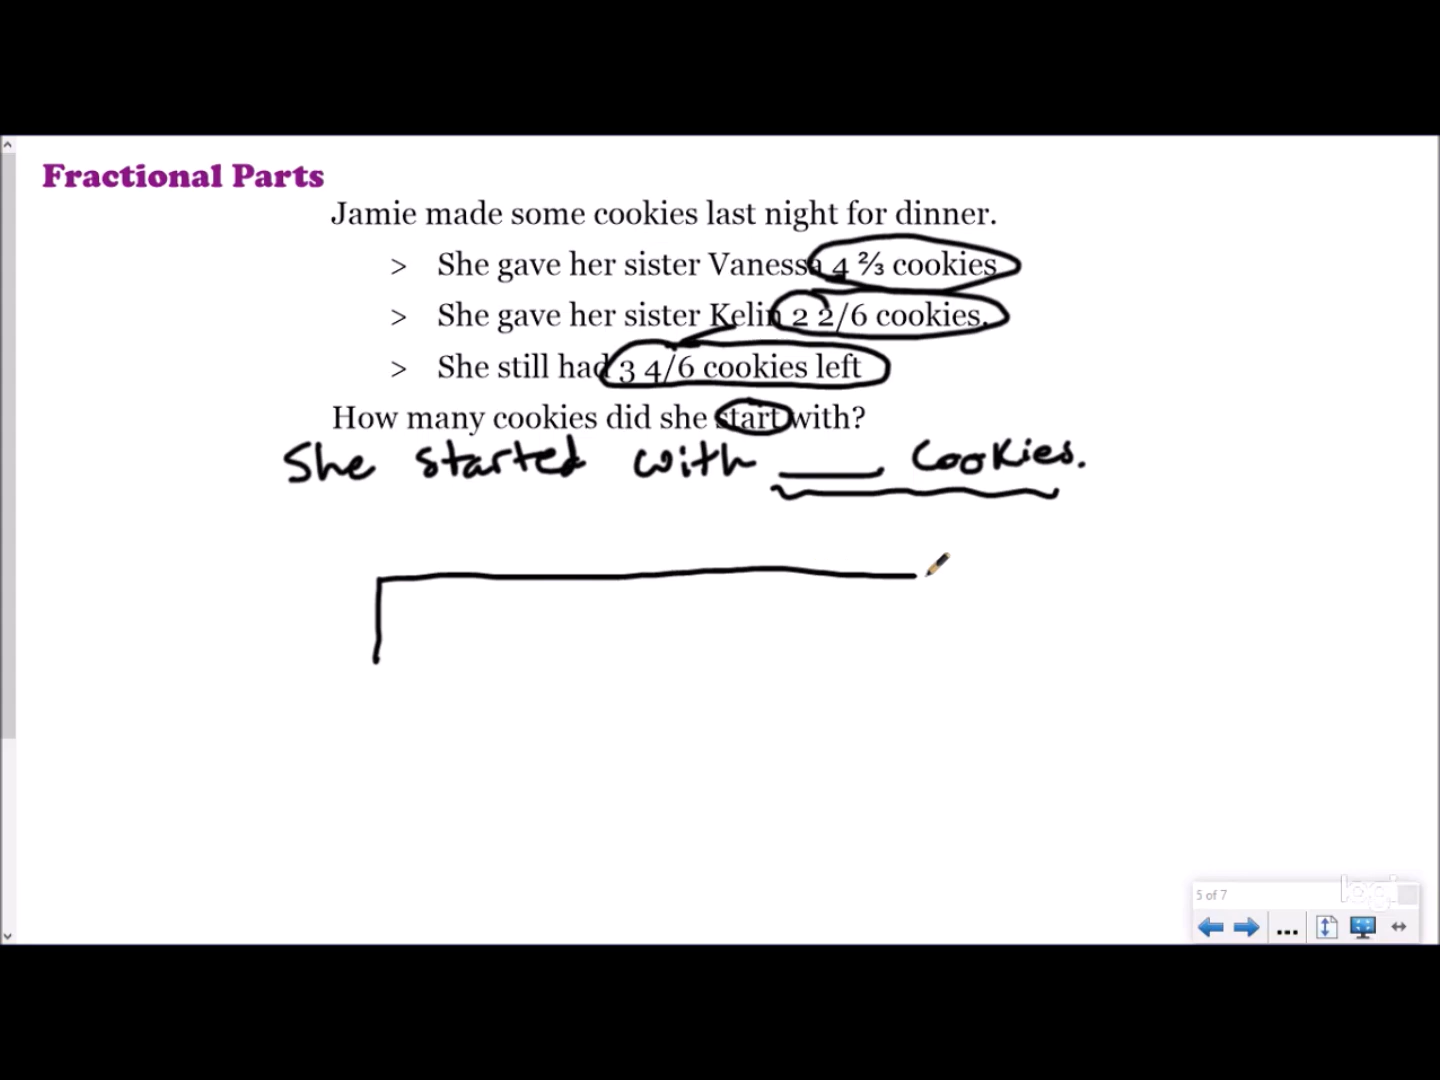 Fractional Parts
Jamie made some cookies last night for dinner.
> She gave her sister Vanessa 4 ⅔ cookies
> She gave her sister Kelin 2 2/6 cookies.
> She still had 3 4/6 cookies left
How many cookies did she start with?
She started with ____ cookies.
5 of 7
logi